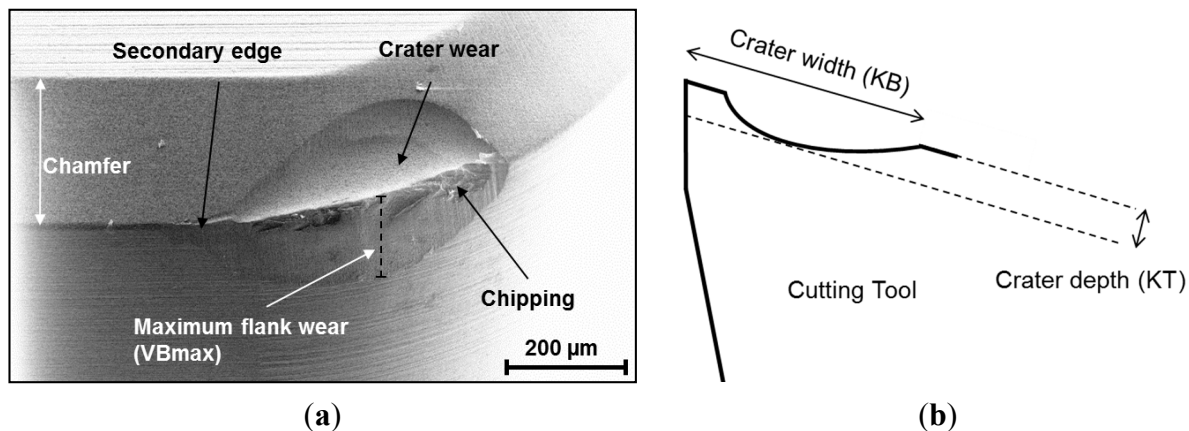 Secondary edge
Crater wear
Chamfer
Chipping
Maximum flank wear
(VBmax)
200 µm
(a)
Crater width (KB)
Crater depth (KT)
Cutting Tool
(b)